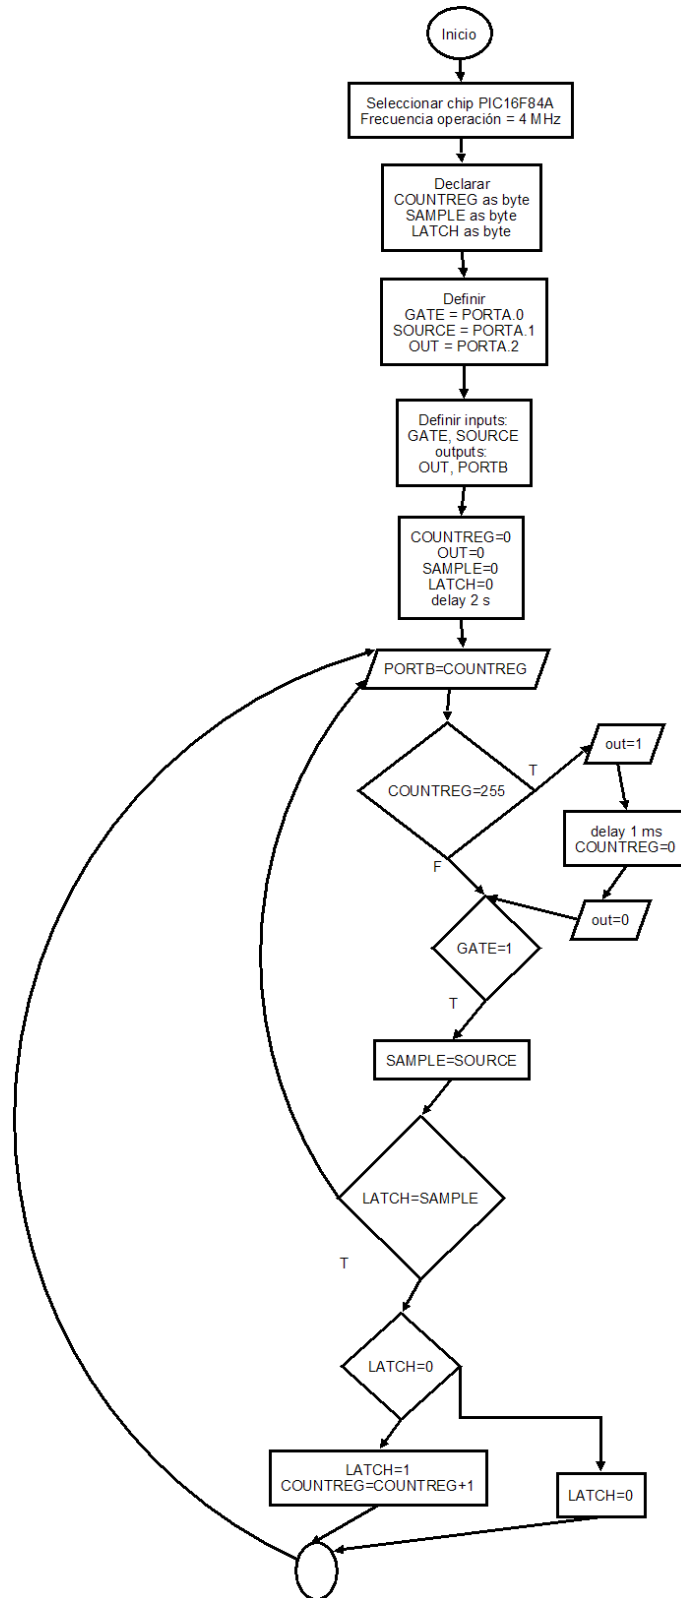 Inicio
Seleccionar chip PIC16F84A
Frecuencia operación = 4 MHz
Declarar
COUNTREG as byte
SAMPLE as byte
LATCH as byte
Definir
GATE = PORTA.0
SOURCE = PORTA.1
OUT = PORTA.2
Definir inputs:
GATE, SOURCE
outputs:
OUT, PORTB
COUNTREG=0
OUT=0
SAMPLE=0
LATCH=0
delay 2 s
PORTB=COUNTREG
COUNTREG=255
T
out=1
delay 1 ms
COUNTREG=0
out=0
F
GATE=1
T
SAMPLE=SOURCE
LATCH=SAMPLE
T
LATCH=0
LATCH=1
COUNTREG=COUNTREG+1
LATCH=0